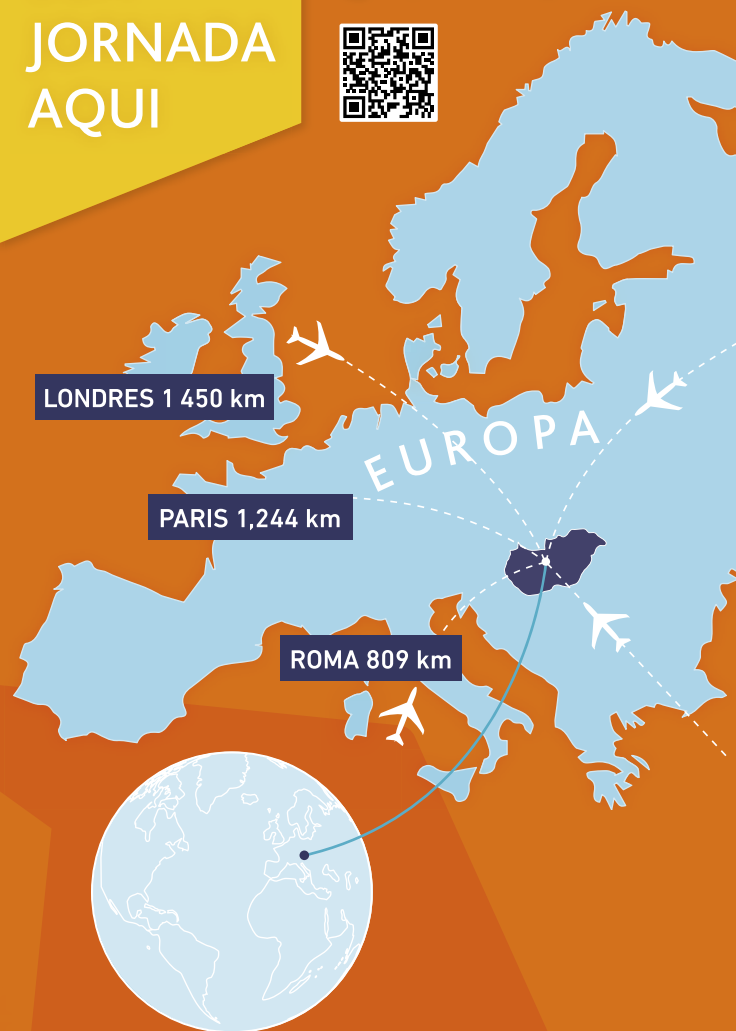 JORNADA
AQUI
LONDRES 1 450 km
EUROPA
PARIS 1,244 km
ROMA 809 km